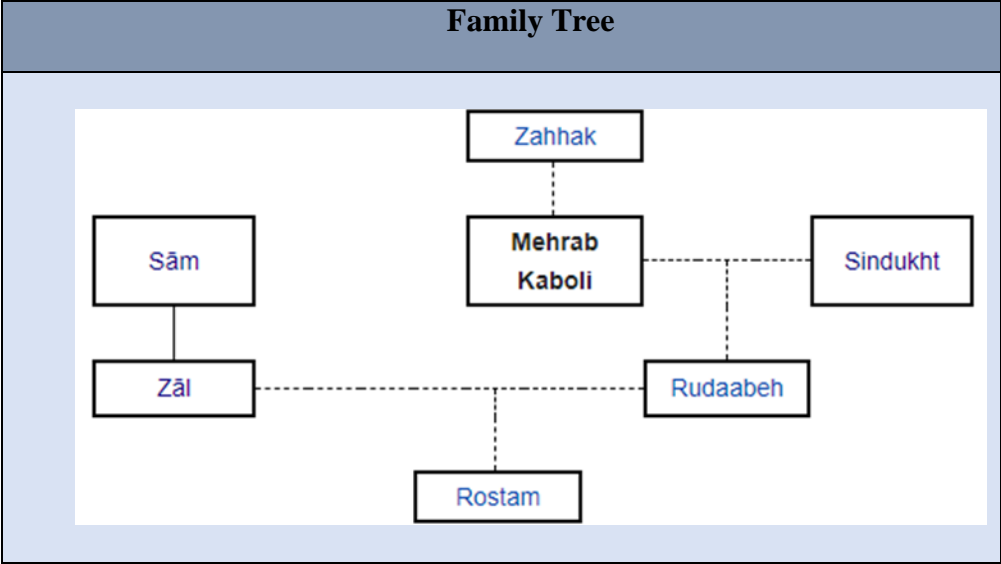 Family Tree
Zahhak
Sām
Mehrab
Kaboli
Sindukht
Zāl
Rudaabeh
Rostam